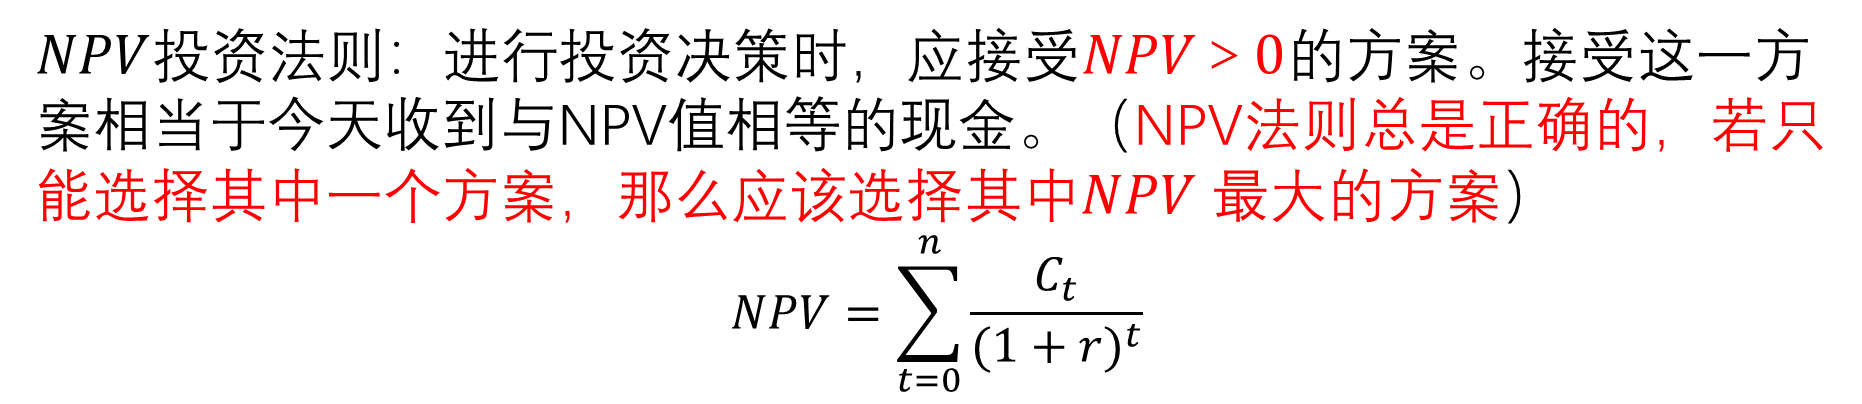 NPV投资法则：进行投资决策时，应接受NPV > 0的方案。接受这一方
案相当于今天收到与NPV值相等的现金。（NPV法则总是正确的，若只
能选择其中一个方案，那么应该选择其中NPV 最大的方案）
NPV = \sum_{t=0}^{n} \frac{C_t}{(1 + r)^t}